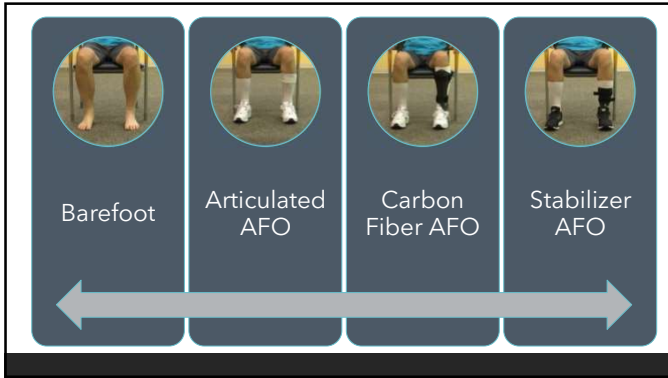 Barefoot
Articulated
AFO
Carbon
Fiber AFO
Stabilizer
AFO